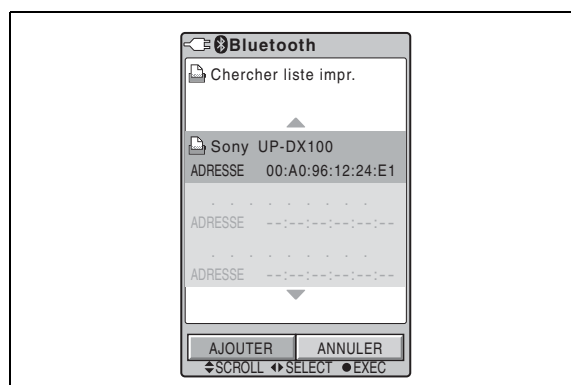 Bluetooth
Chercher liste impr.
Sony UP-DX100
ADRESSE 00:A0:96:12:24:E1
. . . . . . . . .
ADRESSE --:--:--:--:--:--
. . . . . . . . .
ADRESSE --:--:--:--:--:--
AJOUTER ANNULER
SCROLL SELECT EXEC